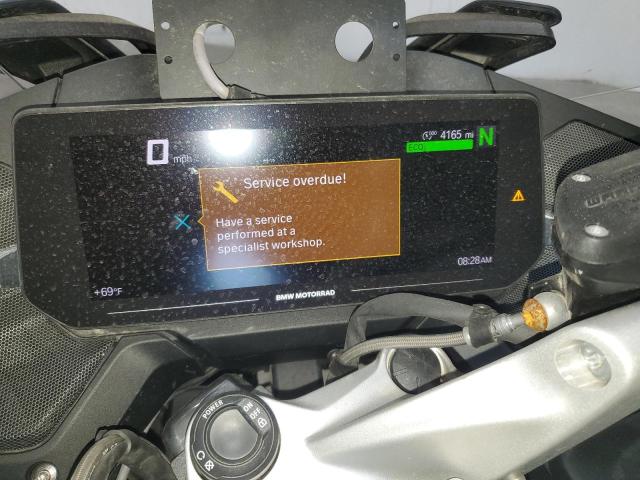 0 mph
4165 mi
ECO
N
Service overdue!
Have a service
performed at a
specialist workshop.
+69°F
08:28AM
BMW MOTORRAD
POWER
ON
OFF